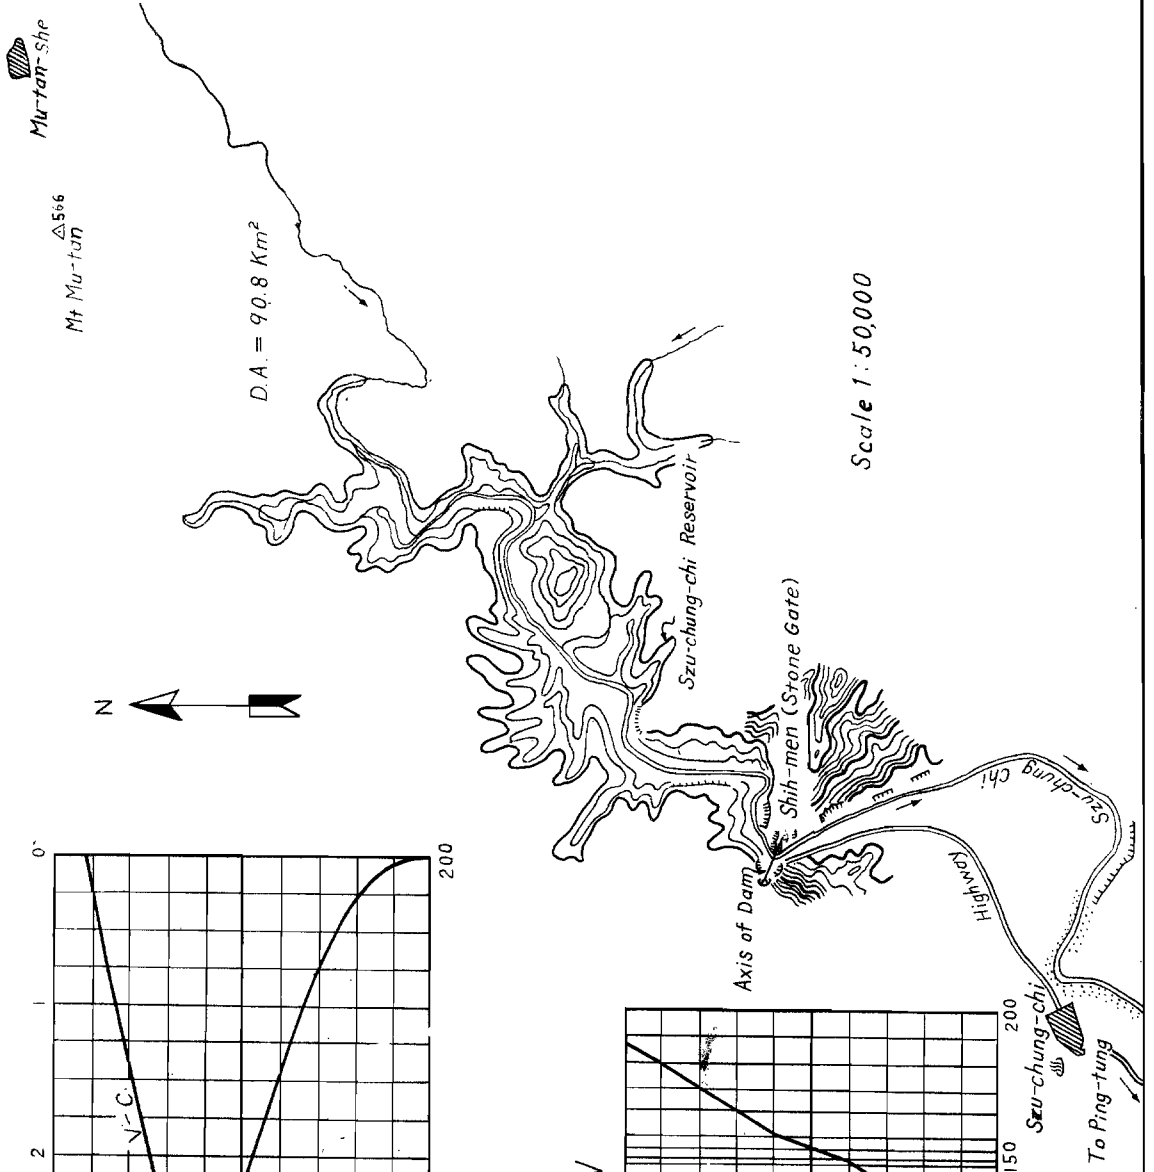 Mu-tan-she
△566
Mt Mu-tan
D.A. = 90.8 Km²
Scale 1:50,000
Szu-chung-chi Reservoir
N
Shih-men (Stone Gate)
Axis of Dam
Szu-chung
Chi
Highway
Szu-chung-chi
To Ping-tung
0
1
2
V-C
200
200
150